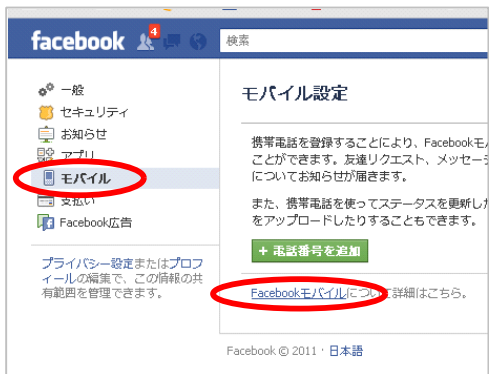 facebook
4
検索
一般
セキュリティ
お知らせ
アプリ
モバイル
支払い
Facebook広告
プライバシー設定またはプロフ
ィールの編集で、この情報の共
有範囲を管理できます。
モバイル設定
携帯電話を登録することにより、Facebookモ
ことができます。友達リクエスト、メッセー
についてお知らせが届きます。
また、携帯電話を使ってステータスを更新し
をアップロードしたりすることもできます。
+ 電話番号を追加
Facebookモバイルについて詳細はこちら。
Facebook © 2011 · 日本語